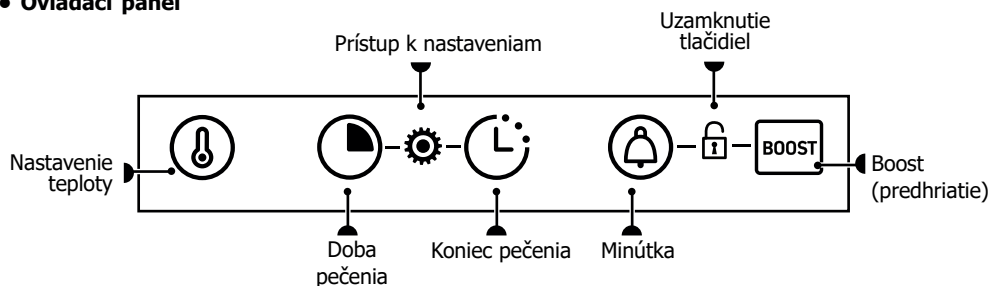 • Ovládací panel
Prístup k nastaveniam
Uzamknutie
tlačidiel
BOOST
Nastavenie
teploty
Boost
(predhriatie)
Doba
pečenia
Koniec pečenia
Minútka